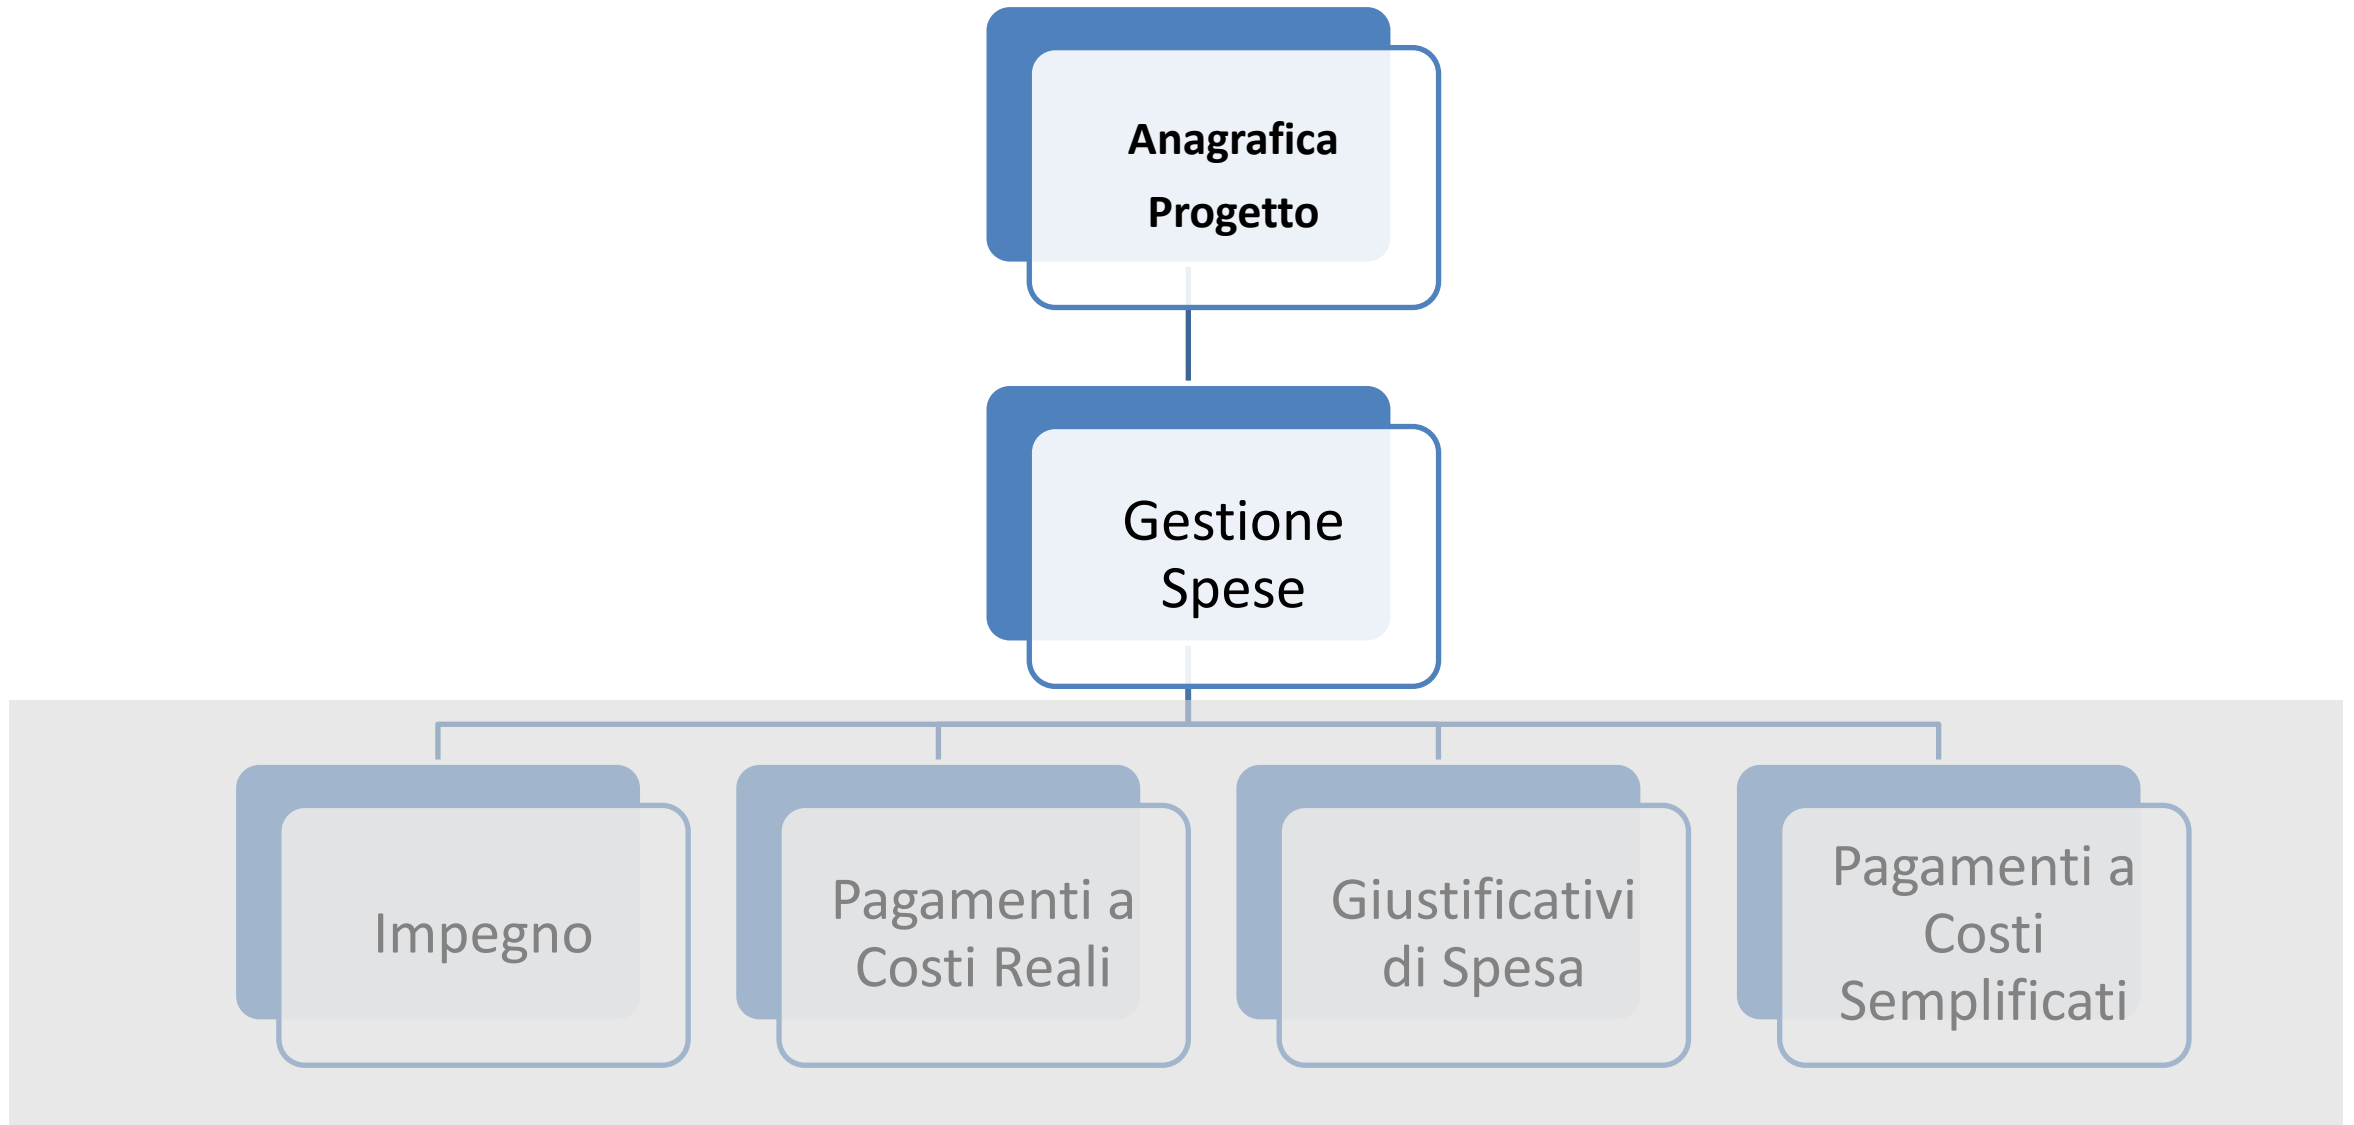 Anagrafica
Progetto
Gestione
Spese
Impegno
Pagamenti a
Costi Reali
Giustificativi
di Spesa
Pagamenti a
Costi
Semplificati